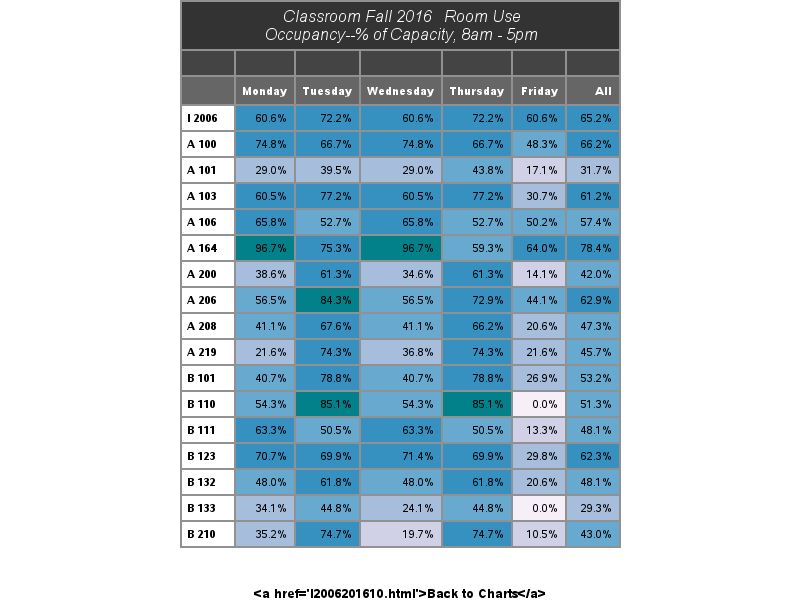 Classroom Fall 2016 Room Use
Occupancy--% of Capacity, 8am - 5pm
Monday Tuesday Wednesday Thursday Friday All
I 2006 60.6% 72.2% 60.6% 72.2% 60.6% 65.2%
A 100 74.8% 66.7% 74.8% 66.7% 48.3% 66.2%
A 101 29.0% 39.5% 29.0% 43.8% 17.1% 31.7%
A 103 60.5% 77.2% 60.5% 77.2% 30.7% 61.2%
A 106 65.8% 52.7% 65.8% 52.7% 50.2% 57.4%
A 164 96.7% 75.3% 96.7% 59.3% 64.0% 78.4%
A 200 38.6% 61.3% 34.6% 61.3% 14.1% 42.0%
A 206 56.5% 84.3% 56.5% 72.9% 44.1% 62.9%
A 208 41.1% 67.6% 41.1% 66.2% 20.6% 47.3%
A 219 21.6% 74.3% 36.8% 74.3% 21.6% 45.7%
B 101 40.7% 78.8% 40.7% 78.8% 26.9% 53.2%
B 110 54.3% 85.1% 54.3% 85.1% 0.0% 51.3%
B 111 63.3% 50.5% 63.3% 50.5% 13.3% 48.1%
B 123 70.7% 69.9% 71.4% 69.9% 29.8% 62.3%
B 132 48.0% 61.8% 48.0% 61.8% 20.6% 48.1%
B 133 34.1% 44.8% 24.1% 44.8% 0.0% 29.3%
B 210 35.2% 74.7% 19.7% 74.7% 10.5% 43.0%
<a href='I2006201610.html'>Back to Charts</a>